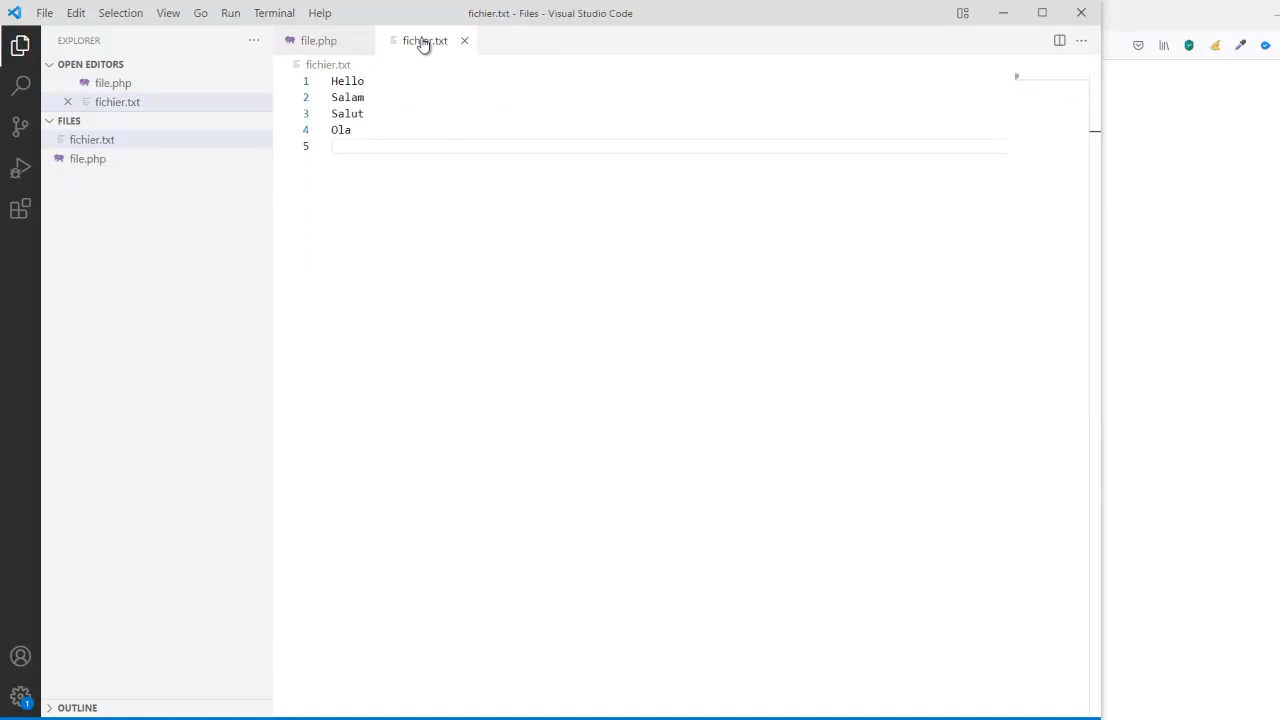 File Edit Selection View Go Run Terminal Help
fichier.txt - Files - Visual Studio Code
EXPLORER
OPEN EDITORS
file.php
fichier.txt
FILES
fichier.txt
file.php
OUTLINE
1
file.php
fichier.txt
fichier.txt
1 Hello
2 Salam
3 Salut
4 Ola
5